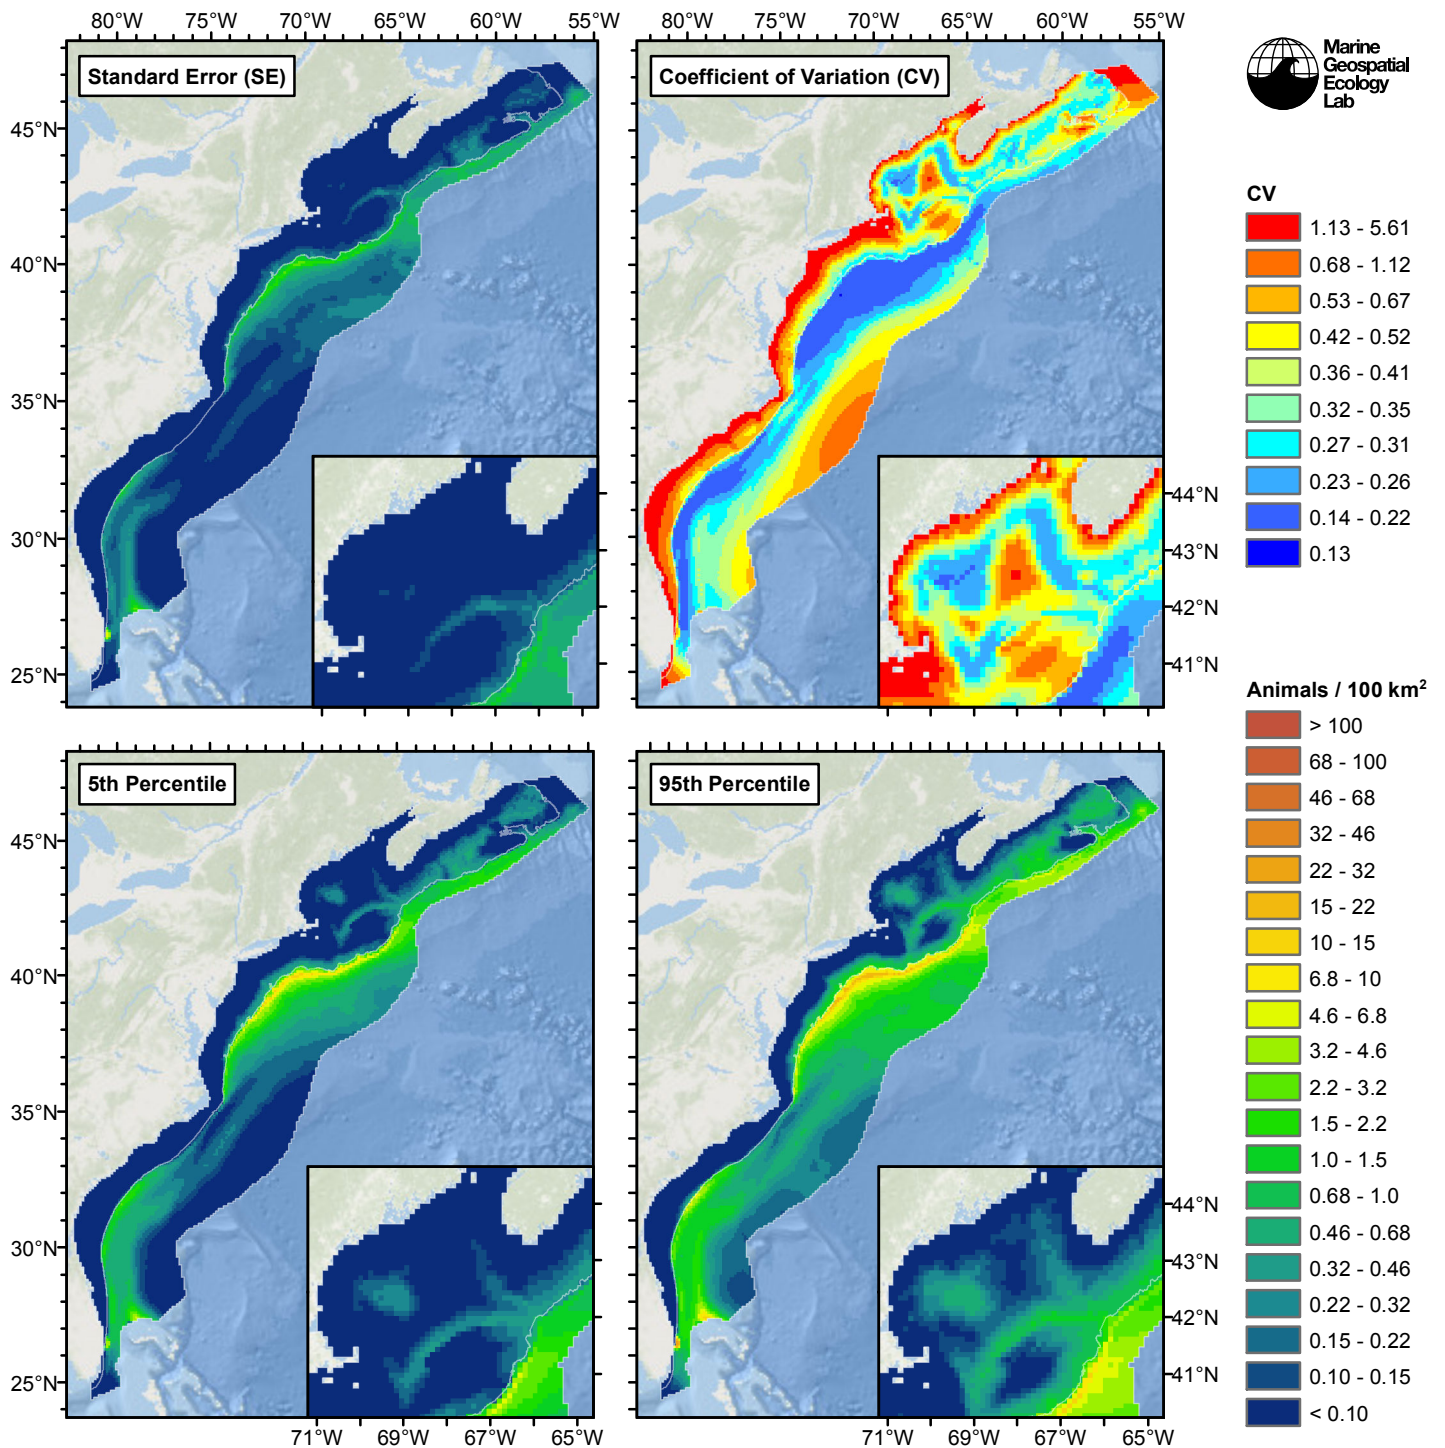 80°W 75°W 70°W 65°W 60°W 55°W
80°W 75°W 70°W 65°W 60°W 55°W
Standard Error (SE)
Coefficient of Variation (CV)
Marine
Geospatial
Ecology
Lab
45°N
40°N
35°N
30°N
25°N
44°N
43°N
42°N
41°N
CV
1.13 - 5.61
0.68 - 1.12
0.53 - 0.67
0.42 - 0.52
0.36 - 0.41
0.32 - 0.35
0.27 - 0.31
0.23 - 0.26
0.14 - 0.22
0.13
5th Percentile
95th Percentile
45°N
40°N
35°N
30°N
25°N
44°N
43°N
42°N
41°N
71°W 69°W 67°W 65°W
71°W 69°W 67°W 65°W
Animals / 100 km²
> 100
68 - 100
46 - 68
32 - 46
22 - 32
15 - 22
10 - 15
6.8 - 10
4.6 - 6.8
3.2 - 4.6
2.2 - 3.2
1.5 - 2.2
1.0 - 1.5
0.68 - 1.0
0.46 - 0.68
0.32 - 0.46
0.22 - 0.32
0.15 - 0.22
0.10 - 0.15
< 0.10